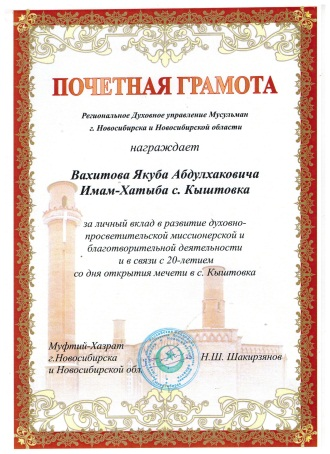 ПОЧЕТНАЯ ГРАМОТА
Региональное Духовное управление Мусульман
г. Новосибирска и Новосибирской области
награждает
Вахитова Якуба Абдулхаковича
Имам-Хатыба с. Кыштовка
за личный вклад в развитие духовно-
просветительской миссионерской и
благотворительной деятельности
и в связи с 20-летием
со дня открытия мечети в с. Кыштовка
Муфтий-Хазрат
г.Новосибирска
и Новосибирской обл.
Н.Ш. Шакирзянов